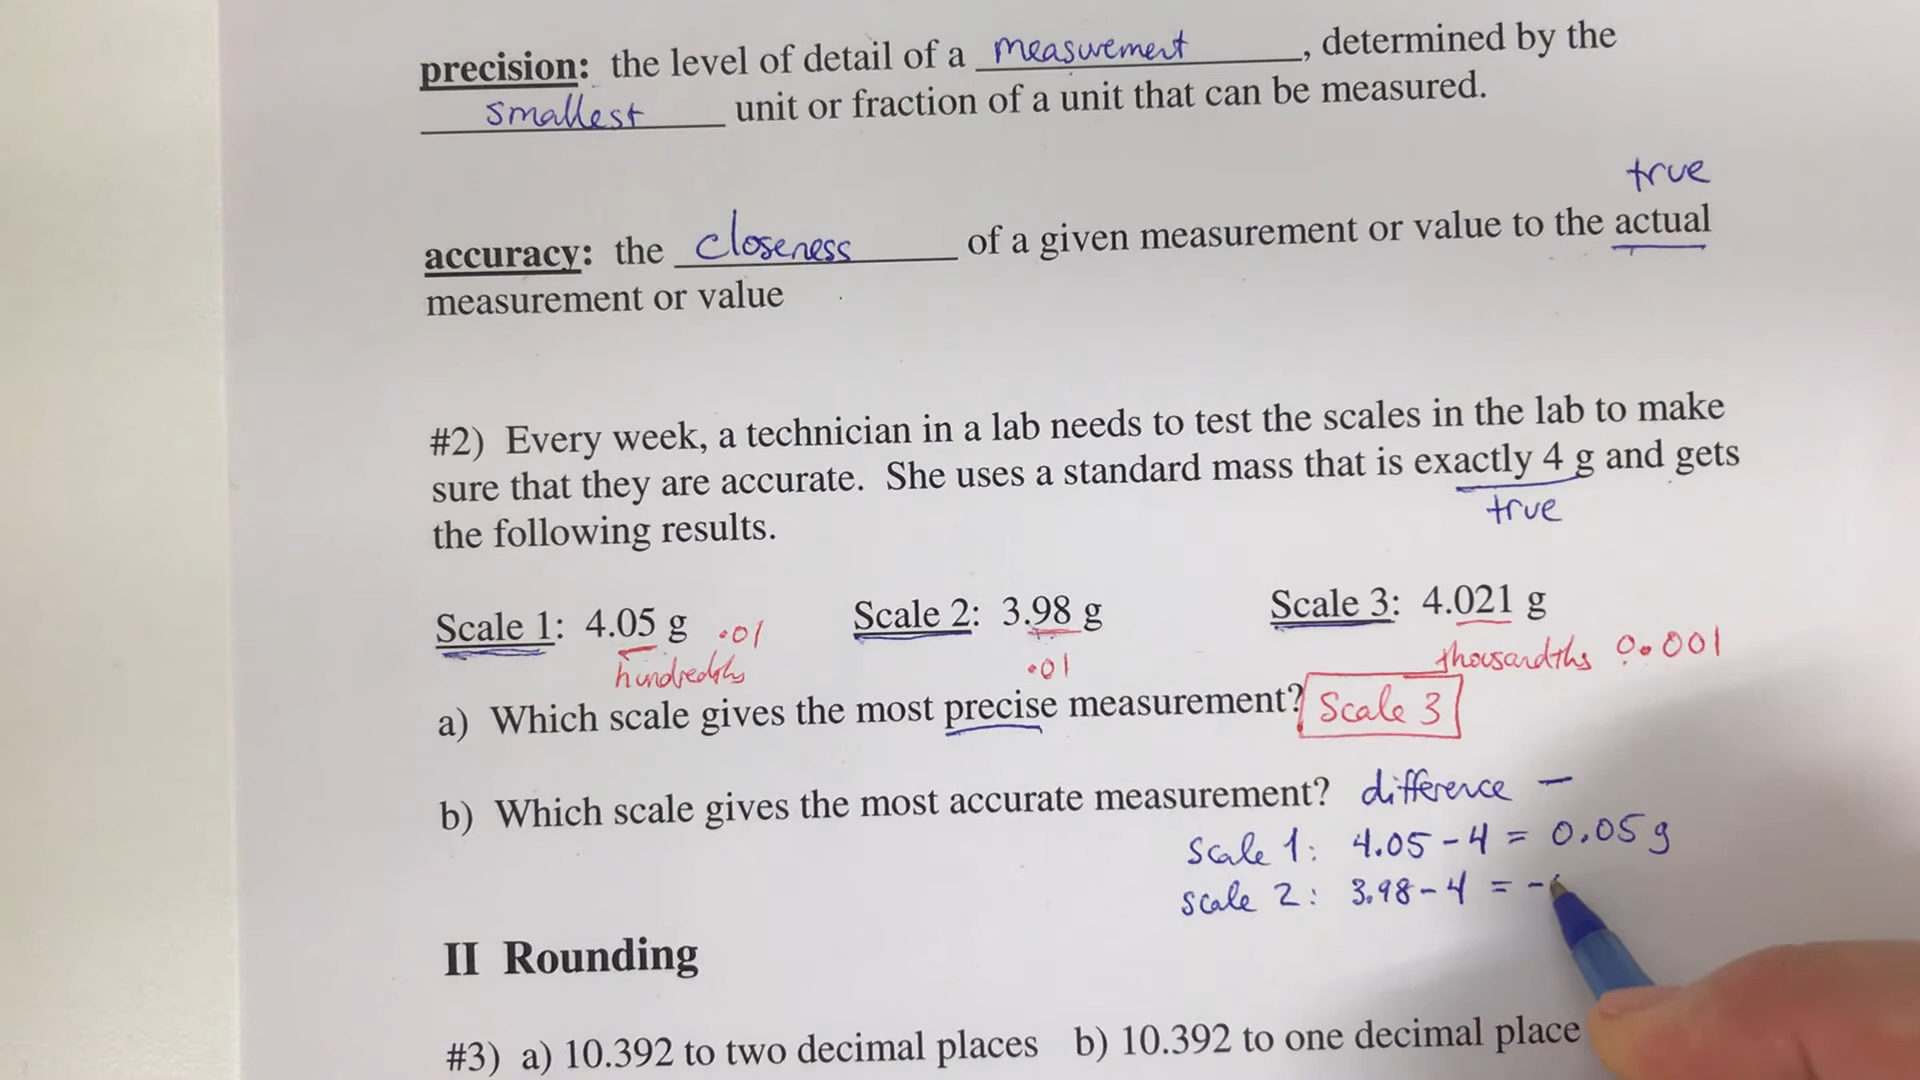 precision: the level of detail of a measurement, determined by the
smallest unit or fraction of a unit that can be measured.
true
accuracy: the closeness of a given measurement or value to the actual
measurement or value
#2) Every week, a technician in a lab needs to test the scales in the lab to make
sure that they are accurate. She uses a standard mass that is exactly 4 g and gets
true
the following results.
Scale 1: 4.05 g .01 Scale 2: 3.98 g Scale 3: 4.021 g
hundredths .01 thousandths 0.001
a) Which scale gives the most precise measurement? Scale 3
b) Which scale gives the most accurate measurement? difference -
Scale 1: 4.05 - 4 = 0.05 g
scale 2: 3.98 - 4 = -
II Rounding
#3) a) 10.392 to two decimal places b) 10.392 to one decimal place